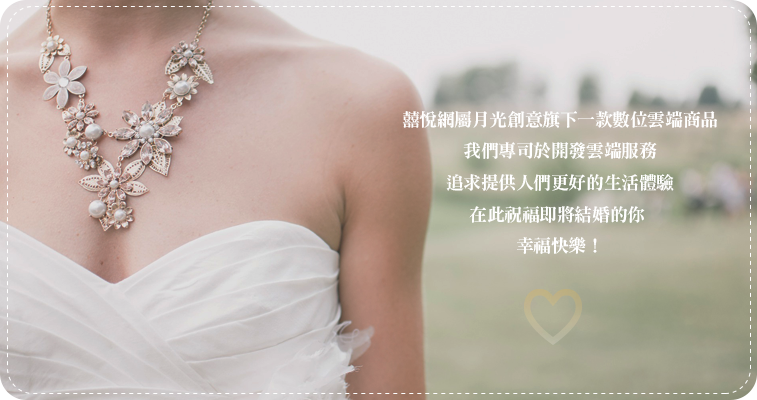 囍悅網屬月光創意旗下一款數位雲端商品
我們專司於開發雲端服務
追求提供人們更好的生活體驗
在此祝福即將結婚的你
幸福快樂！